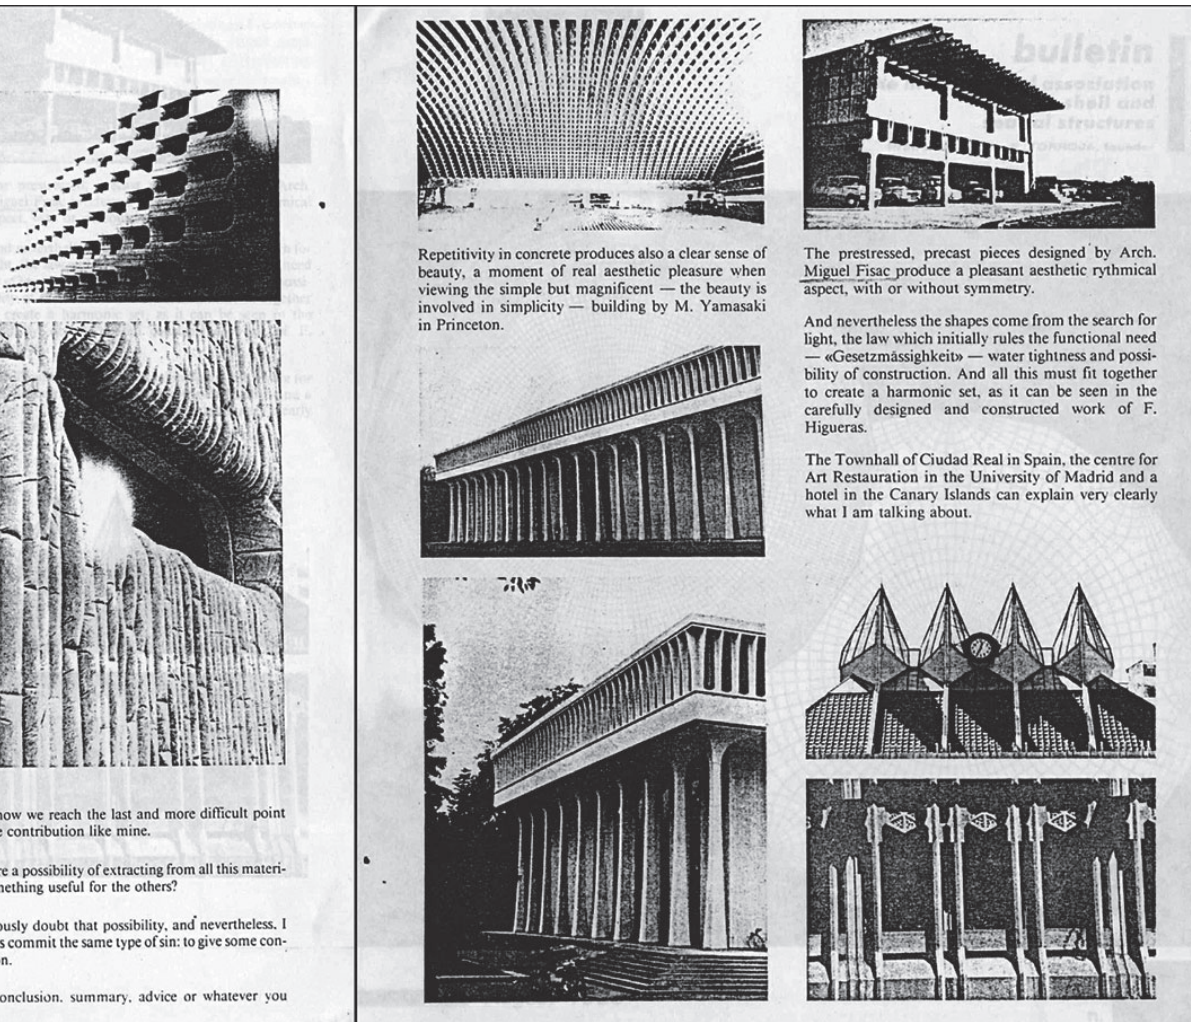 now we reach the last and more difficult point
contribution like mine.
a possibility of extracting from all this materi-
something useful for the others?
doubt that possibility, and nevertheless, I
commit the same type of sin: to give some con-
conclusion, summary, advice or whatever you
Repetitivity in concrete produces also a clear sense of
beauty, a moment of real aesthetic pleasure when
viewing the simple but magnificent — the beauty is
involved in simplicity — building by M. Yamasaki
in Princeton.
bulletin
association
shell and
structures
The prestressed, precast pieces designed by Arch.
Miguel Fisac produce a pleasant aesthetic rythmical
aspect, with or without symmetry.
And nevertheless the shapes come from the search for
light, the law which initially rules the functional need
— «Gesetzmässighkeit» — water tightness and possi-
bility of construction. And all this must fit together
to create a harmonic set, as it can be seen in the
carefully designed and constructed work of F.
Higueras.
The Townhall of Ciudad Real in Spain, the centre for
Art Restauration in the University of Madrid and a
hotel in the Canary Islands can explain very clearly
what I am talking about.